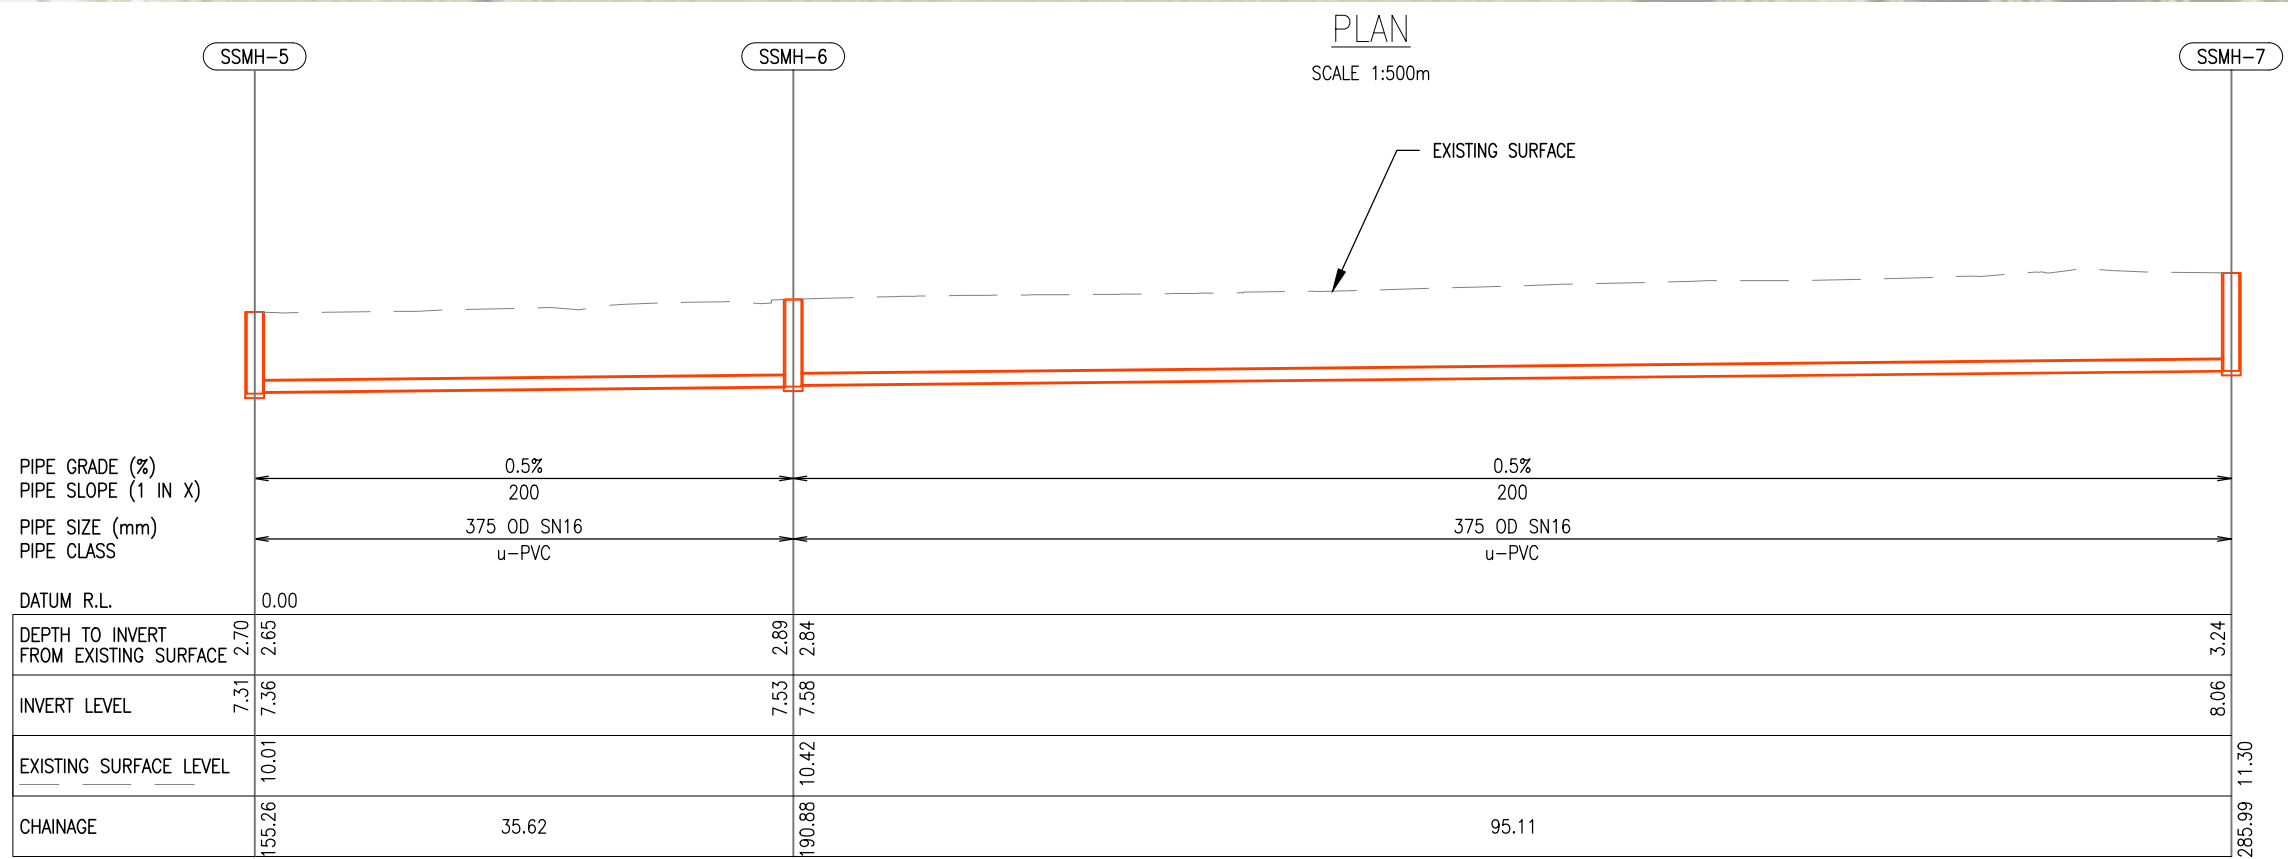 PLAN
SCALE 1:500m
SSMH-5
SSMH-6
SSMH-7
EXISTING SURFACE
PIPE GRADE (%) 0.5% 0.5%
PIPE SLOPE (1 IN X) 200 200
PIPE SIZE (mm) 375 OD SN16 375 OD SN16
PIPE CLASS u-PVC u-PVC
DATUM R.L. 0.00
DEPTH TO INVERT
FROM EXISTING SURFACE 2.70 2.65 2.89 2.84 3.24
INVERT LEVEL 7.31 7.36 7.53 7.58 8.06
EXISTING SURFACE LEVEL 10.01 10.42 11.30
CHAINAGE 155.26 35.62 190.88 95.11 285.99